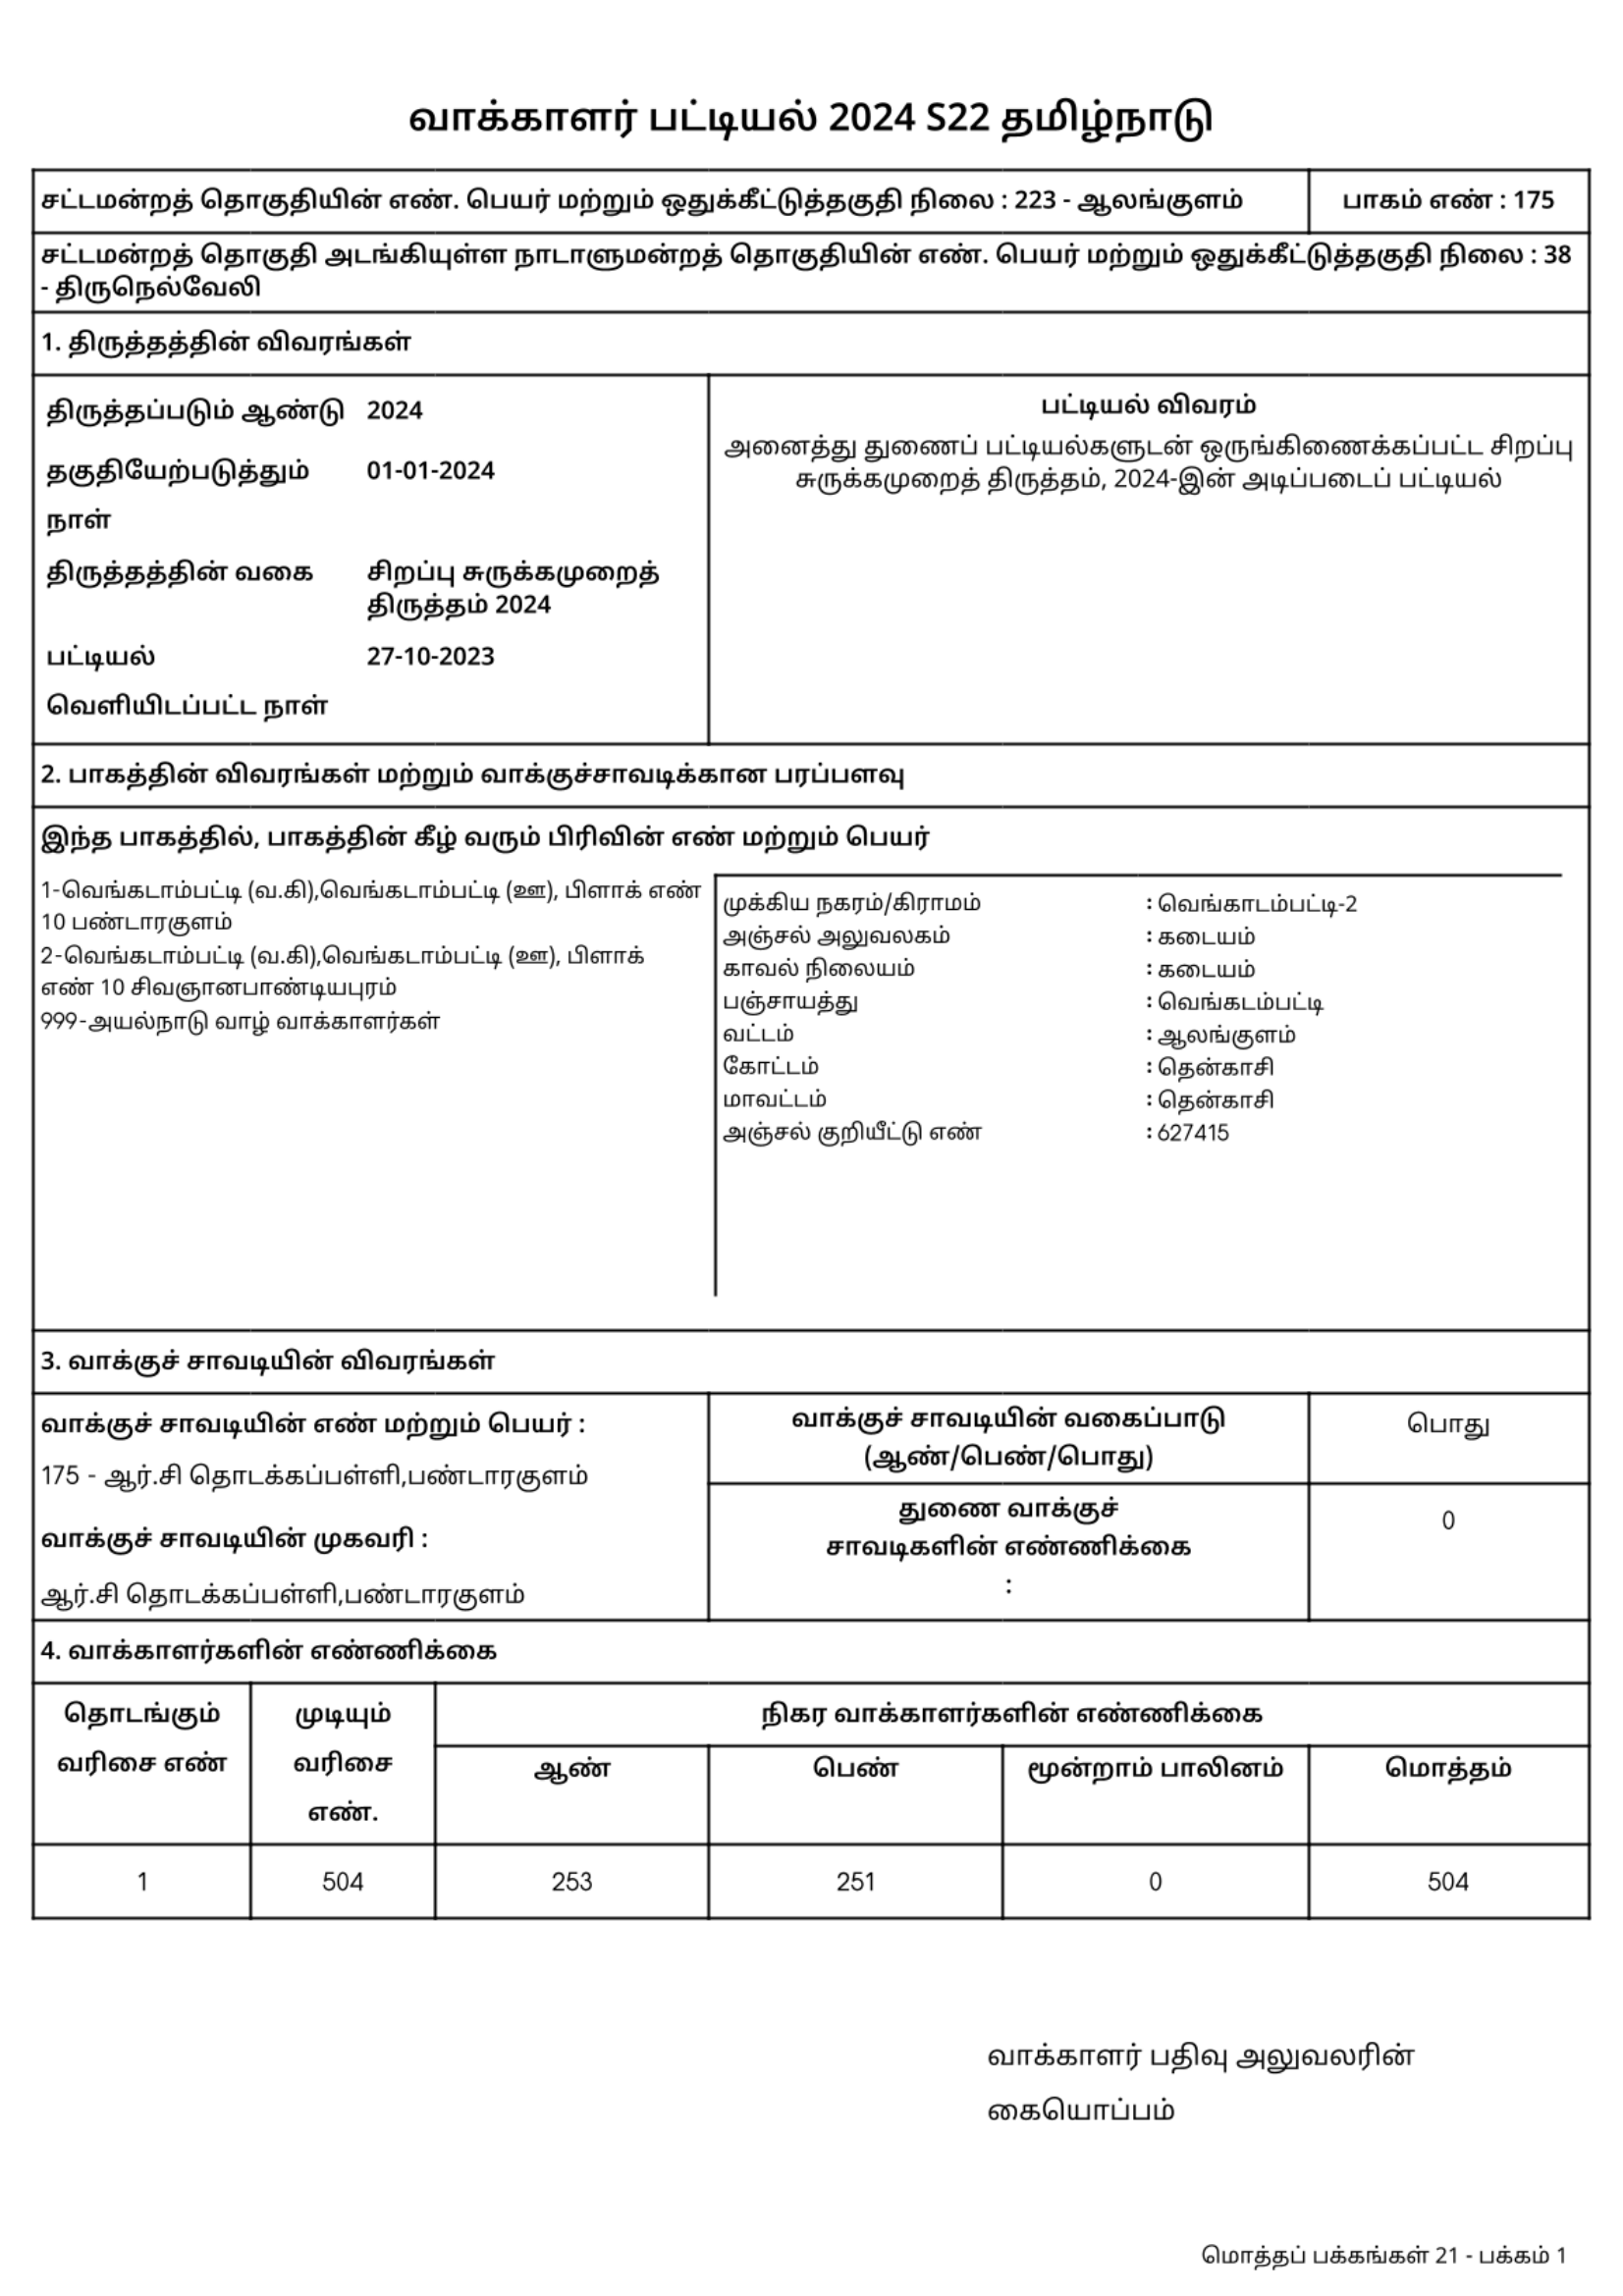 வாக்காளர் பட்டியல் 2024 S22 தமிழ்நாடு
சட்டமன்றத் தொகுதியின் எண். பெயர் மற்றும் ஒதுக்கீட்டுத்தகுதி நிலை : 223 - ஆலங்குளம்
பாகம் எண் : 175
சட்டமன்றத் தொகுதி அடங்கியுள்ள நாடாளுமன்றத் தொகுதியின் எண். பெயர் மற்றும் ஒதுக்கீட்டுத்தகுதி நிலை : 38
- திருநெல்வேலி
1. திருத்தத்தின் விவரங்கள்
திருத்தப்படும் ஆண்டு 2024
தகுதியேற்படுத்தும் 01-01-2024
நாள்
திருத்தத்தின் வகை சிறப்பு சுருக்கமுறைத்
திருத்தம் 2024
பட்டியல் 27-10-2023
வெளியிடப்பட்ட நாள்
பட்டியல் விவரம்
அனைத்து துணைப் பட்டியல்களுடன் ஒருங்கிணைக்கப்பட்ட சிறப்பு
சுருக்கமுறைத் திருத்தம், 2024-இன் அடிப்படைப் பட்டியல்
2. பாகத்தின் விவரங்கள் மற்றும் வாக்குச்சாவடிக்கான பரப்பளவு
இந்த பாகத்தில், பாகத்தின் கீழ் வரும் பிரிவின் எண் மற்றும் பெயர்
1-வெங்கடாம்பட்டி (வ.கி),வெங்கடாம்பட்டி (ஊ), பிளாக் எண்
10 பண்டாரகுளம்
2-வெங்கடாம்பட்டி (வ.கி),வெங்கடாம்பட்டி (ஊ), பிளாக்
எண் 10 சிவஞானபாண்டியபுரம்
999-அயல்நாடு வாழ் வாக்காளர்கள்
முக்கிய நகரம்/கிராமம் : வெங்காடம்பட்டி-2
அஞ்சல் அலுவலகம் : கடையம்
காவல் நிலையம் : கடையம்
பஞ்சாயத்து : வெங்கடம்பட்டி
வட்டம் : ஆலங்குளம்
கோட்டம் : தென்காசி
மாவட்டம் : தென்காசி
அஞ்சல் குறியீட்டு எண் : 627415
3. வாக்குச் சாவடியின் விவரங்கள்
வாக்குச் சாவடியின் எண் மற்றும் பெயர் :
175 - ஆர்.சி தொடக்கப்பள்ளி,பண்டாரகுளம்
வாக்குச் சாவடியின் முகவரி :
ஆர்.சி தொடக்கப்பள்ளி,பண்டாரகுளம்
வாக்குச் சாவடியின் வகைப்பாடு
(ஆண்/பெண்/பொது)
பொது
துணை வாக்குச்
சாவடிகளின் எண்ணிக்கை
:
0
4. வாக்காளர்களின் எண்ணிக்கை
தொடங்கும்
வரிசை எண்
முடியும்
வரிசை
எண்.
நிகர வாக்காளர்களின் எண்ணிக்கை
ஆண் பெண் மூன்றாம் பாலினம் மொத்தம்
1 504 253 251 0 504
வாக்காளர் பதிவு அலுவலரின்
கையொப்பம்
மொத்தப் பக்கங்கள் 21 - பக்கம் 1